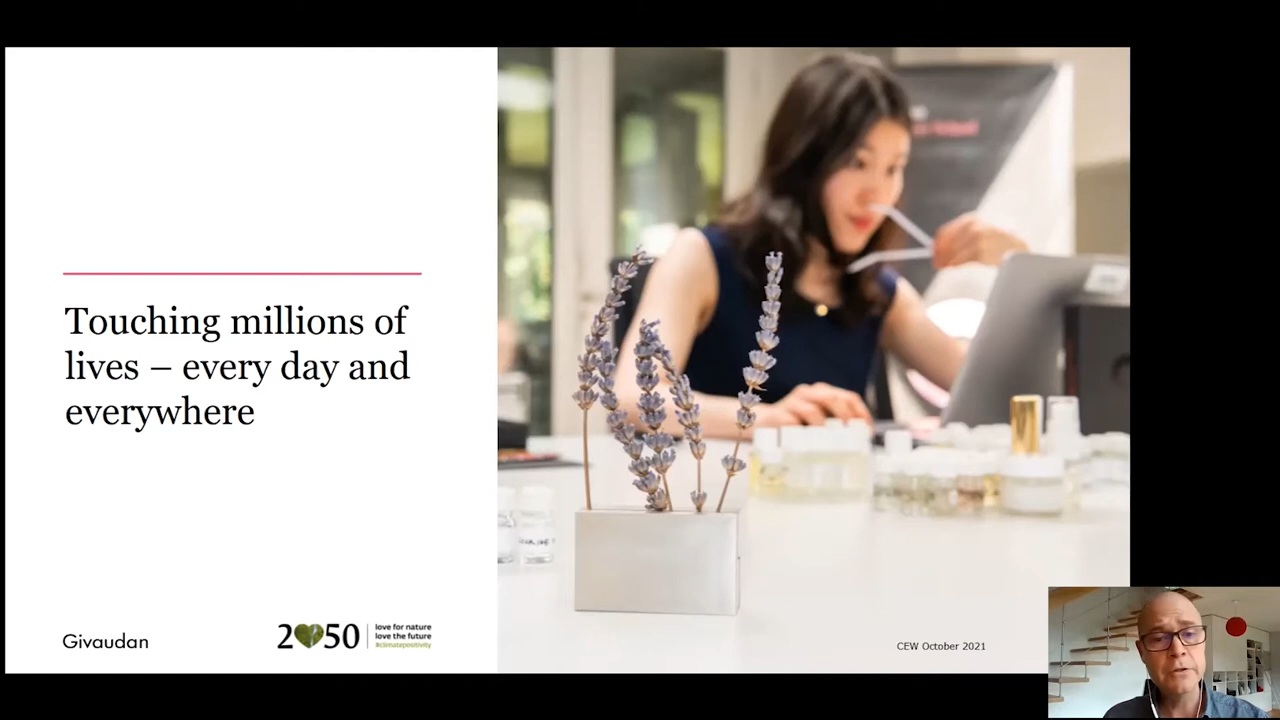 Touching millions of
lives – every day and
everywhere
Givaudan
2050
love for nature
love the future
#climatepositivity
CEW October 2021